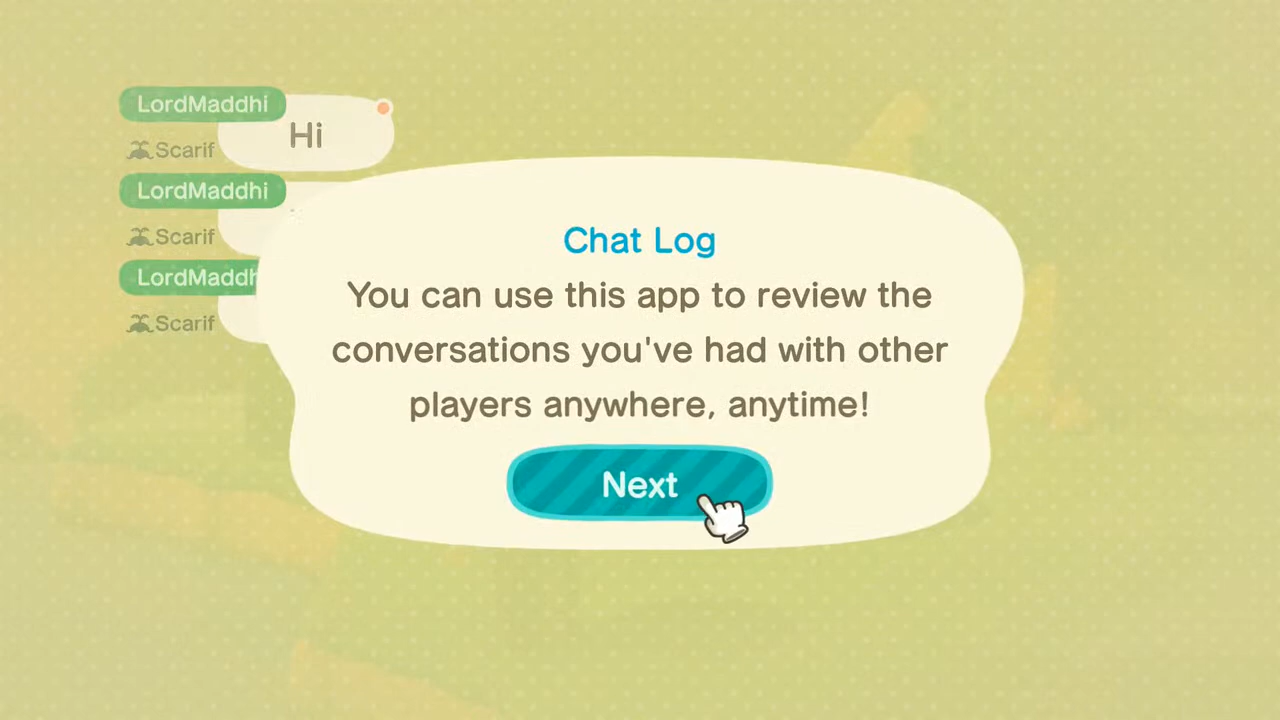 LordMaddhi
Hi
Scarif
LordMaddhi
Scarif
LordMaddh
Scarif
Chat Log
You can use this app to review the
conversations you've had with other
players anywhere, anytime!
Next